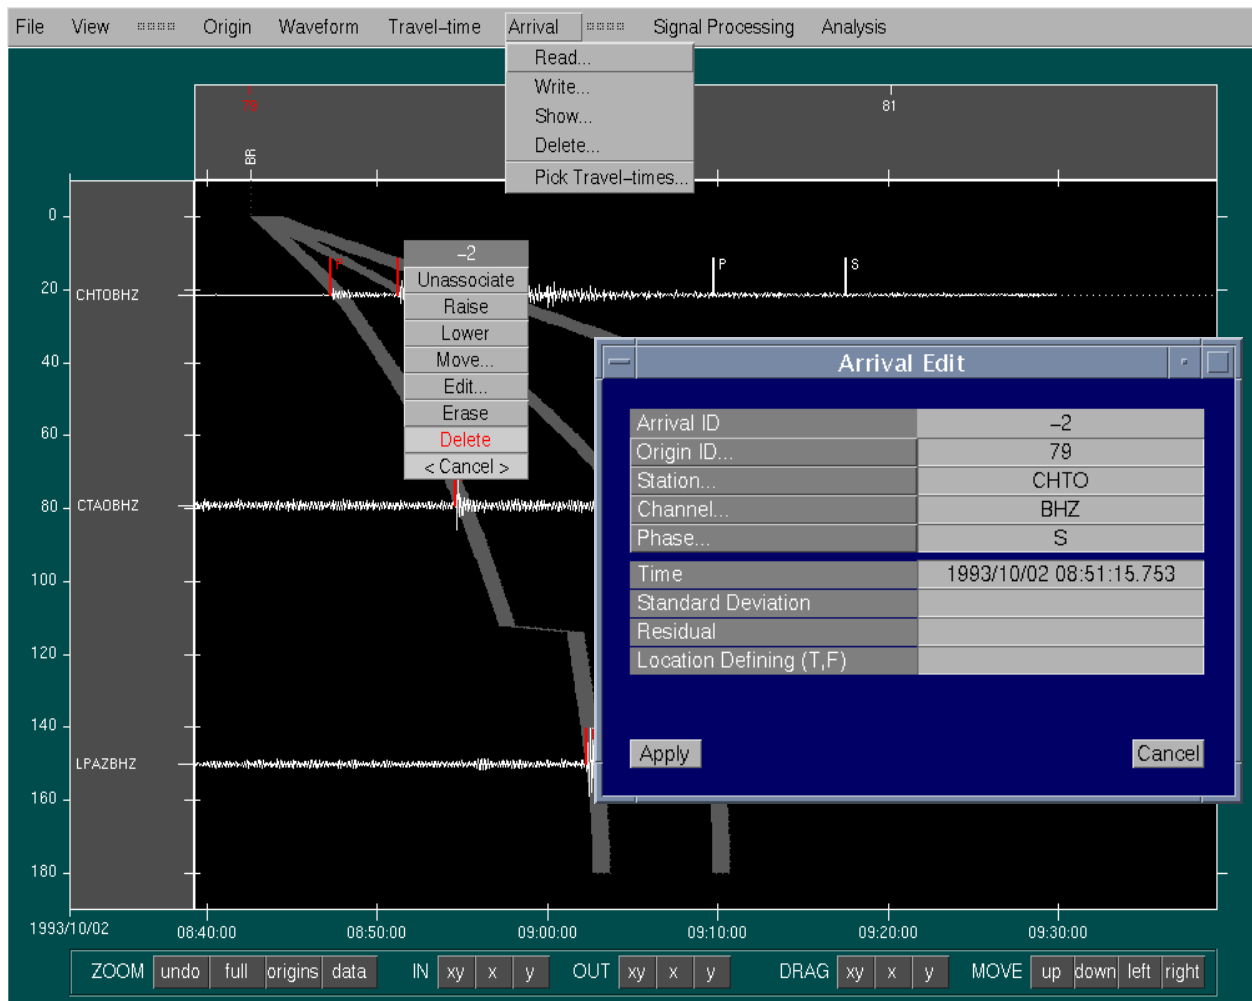 File View Origin Waveform Travel-time Arrival Signal Processing Analysis
Read...
Write...
Show...
Delete...
Pick Travel-times...
79
81
BR
0
20
40
60
80
100
120
140
160
180
CHTOBHZ
CTAOBHZ
LPAZBHZ
P
P
S
-2
Unassociate
Raise
Lower
Move...
Edit...
Erase
Delete
< Cancel >
Arrival Edit
Arrival ID -2
Origin ID... 79
Station... CHTO
Channel... BHZ
Phase... S
Time 1993/10/02 08:51:15.753
Standard Deviation
Residual
Location Defining (T,F)
Apply Cancel
1993/10/02 08:40:00 08:50:00 09:00:00 09:10:00 09:20:00 09:30:00
ZOOM undo full origins data IN xy x y OUT xy x y DRAG xy x y MOVE up down left right